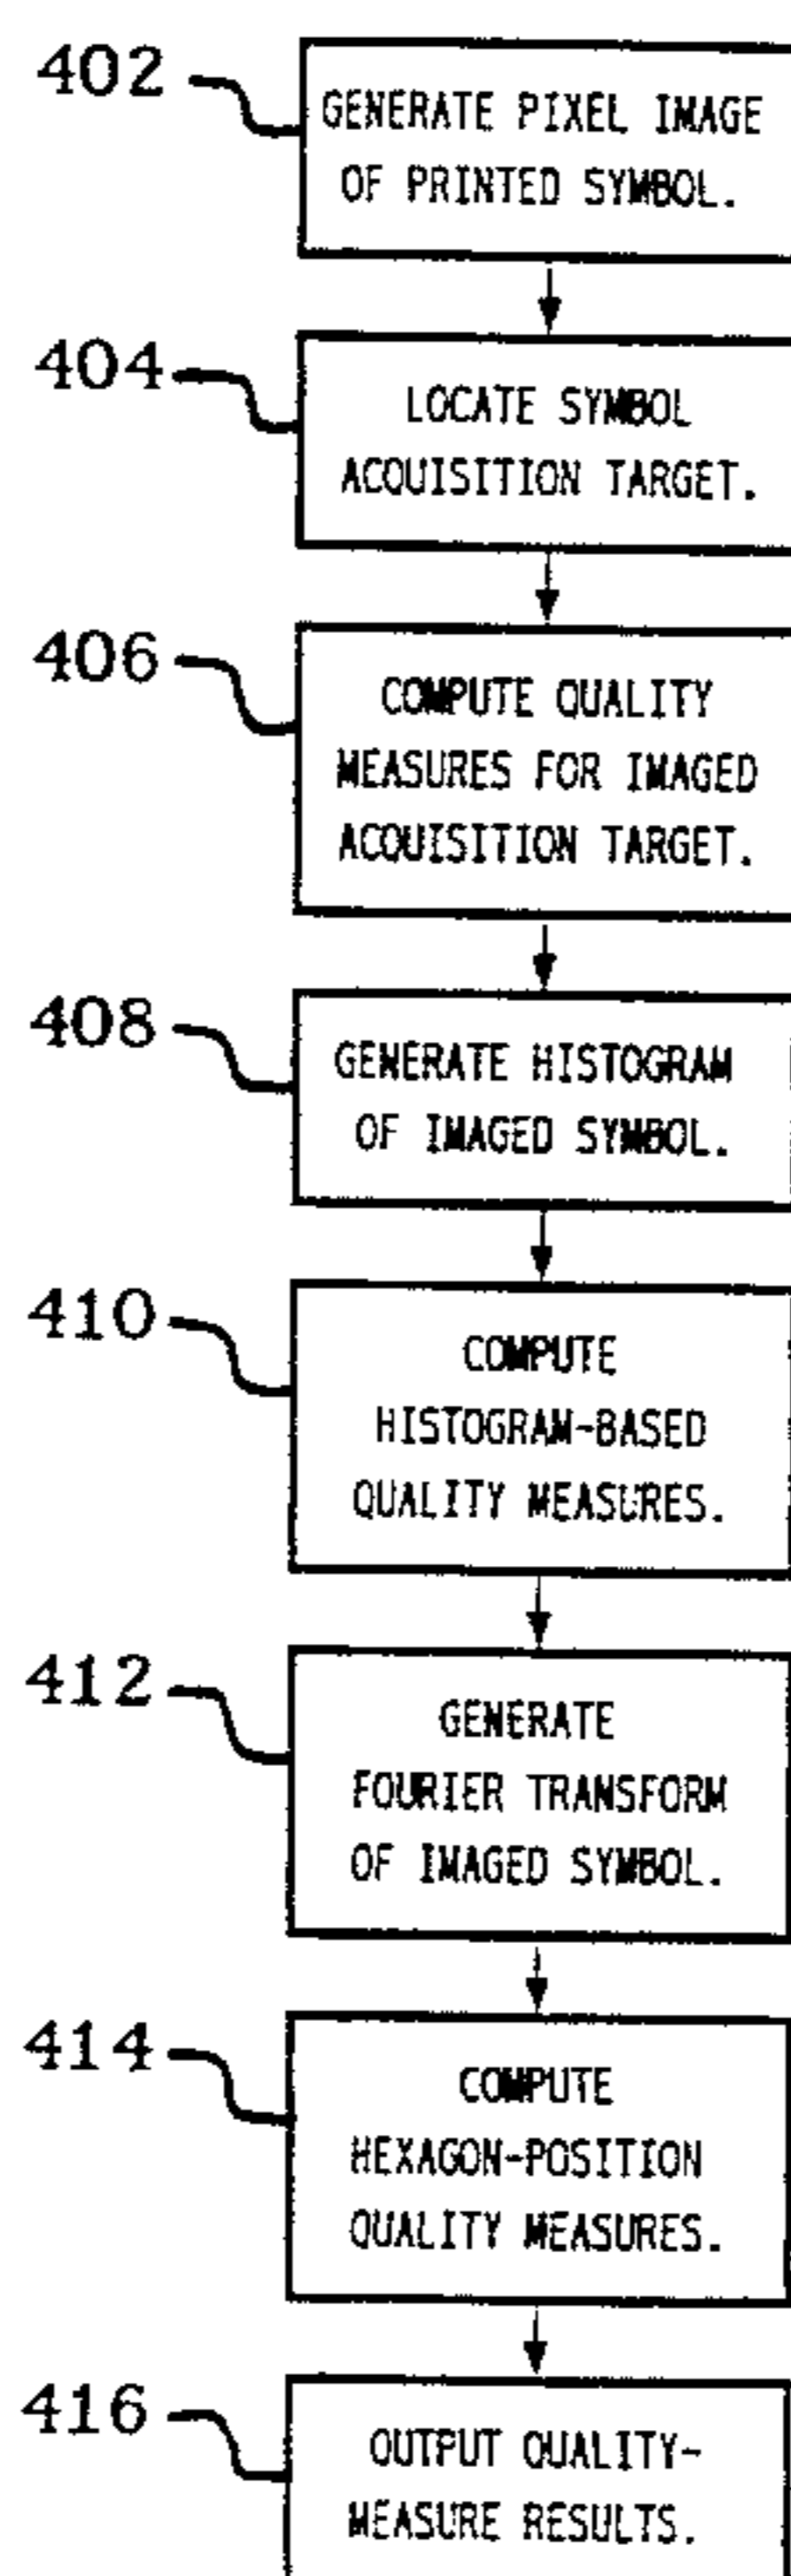 402
GENERATE PIXEL IMAGE
OF PRINTED SYMBOL.
404
LOCATE SYMBOL
ACQUISITION TARGET.
406
COMPUTE QUALITY
MEASURES FOR IMAGED
ACQUISITION TARGET.
408
GENERATE HISTOGRAM
OF IMAGED SYMBOL.
410
COMPUTE
HISTOGRAM-BASED
QUALITY MEASURES.
412
GENERATE
FOURIER TRANSFORM
OF IMAGED SYMBOL.
414
COMPUTE
HEXAGON-POSITION
QUALITY MEASURES.
416
OUTPUT QUALITY-
MEASURE RESULTS.